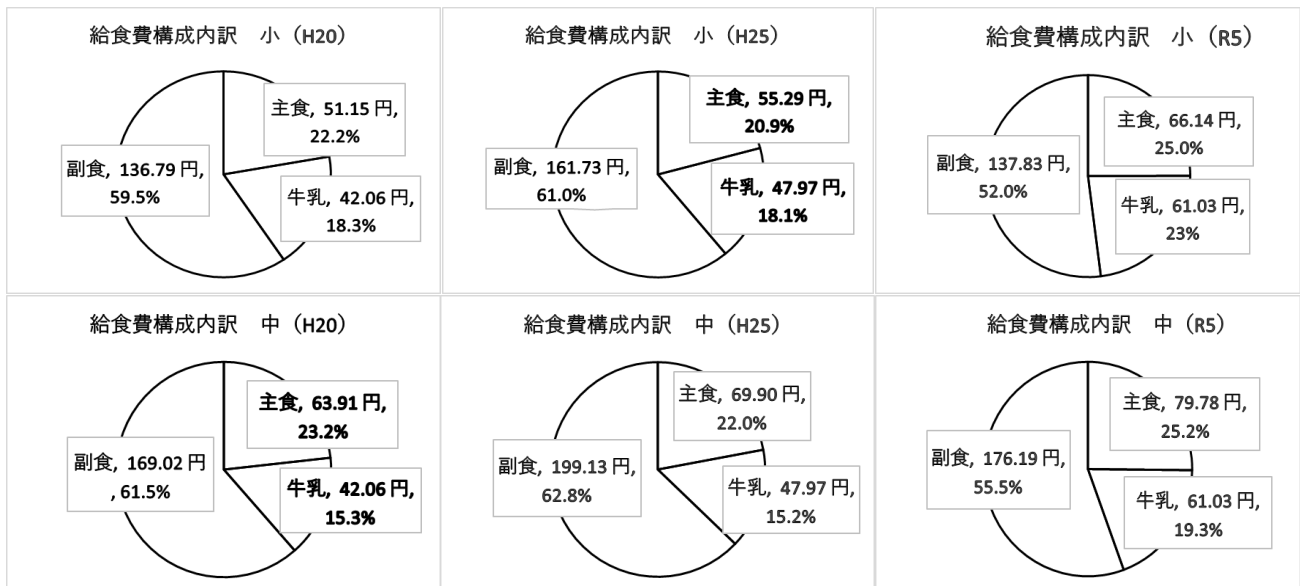 給食費構成内訳　小（H20）
主食, 51.15 円,
22.2%
副食, 136.79 円,
59.5%
牛乳, 42.06 円,
18.3%
給食費構成内訳　小（H25）
主食, 55.29 円,
20.9%
副食, 161.73 円,
61.0%
牛乳, 47.97 円,
18.1%
給食費構成内訳　小（R5）
主食, 66.14 円,
25.0%
副食, 137.83 円,
52.0%
牛乳, 61.03 円,
23%
給食費構成内訳　中（H20）
主食, 63.91 円,
23.2%
副食, 169.02 円
, 61.5%
牛乳, 42.06 円,
15.3%
給食費構成内訳　中（H25）
主食, 69.90 円,
22.0%
副食, 199.13 円,
62.8%
牛乳, 47.97 円,
15.2%
給食費構成内訳　中（R5）
主食, 79.78 円,
25.2%
副食, 176.19 円,
55.5%
牛乳, 61.03 円,
19.3%